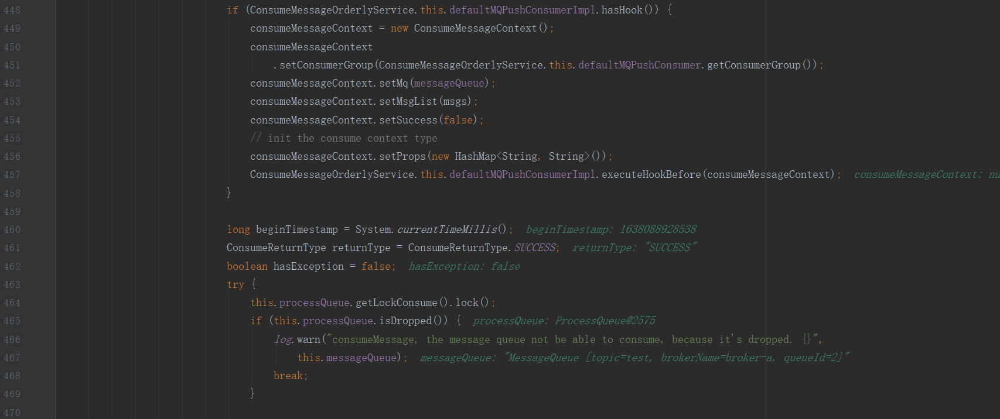 448 if (ConsumeMessageOrderlyService.this.defaultMQPushConsumerImpl.hasHook()) {
449 consumeMessageContext = new ConsumeMessageContext();
450 consumeMessageContext
451 .setConsumerGroup(ConsumeMessageOrderlyService.this.defaultMQPushConsumer.getConsumerGroup());
452 consumeMessageContext.setMq(messageQueue);
453 consumeMessageContext.setMsgList(msgs);
454 consumeMessageContext.setSuccess(false);
455 // init the consume context type
456 consumeMessageContext.setProps(new HashMap<String, String>());
457 ConsumeMessageOrderlyService.this.defaultMQPushConsumerImpl.executeHookBefore(consumeMessageContext); consumeMessageContext: nu
458 }
459
460 long beginTimestamp = System.currentTimeMillis(); beginTimestamp: 1638088928538
461 ConsumeReturnType returnType = ConsumeReturnType.SUCCESS; returnType: "SUCCESS"
462 boolean hasException = false; hasException: false
463 try {
464 this.processQueue.getLockConsume().lock();
465 if (this.processQueue.isDropped()) { processQueue: ProcessQueue@2575
466 log.warn("consumeMessage, the message queue not be able to consume, because it's dropped. {}",
467 this.messageQueue); messageQueue: "MessageQueue [topic=test, brokerName=broker-a, queueId=2]"
468 break;
469 }
470